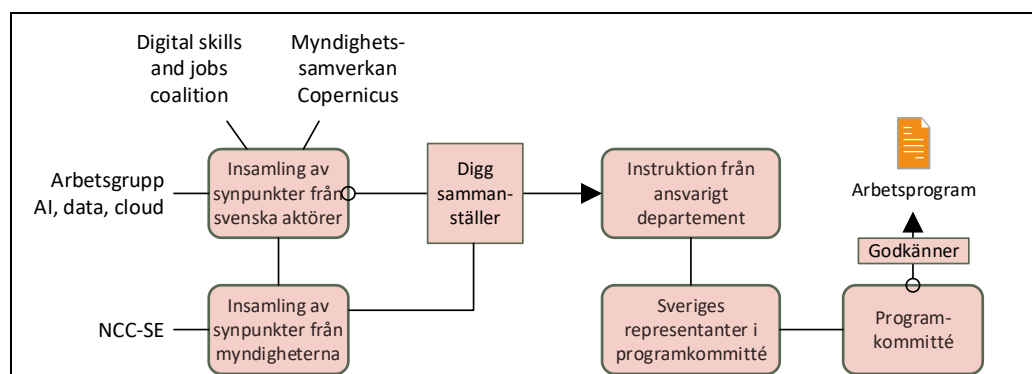 Digital skills
and jobs
coalition
Myndighets-
samverkan
Copernicus
Arbetsgrupp
AI, data, cloud
Insamling av
synpunkter från
svenska aktörer
Digg
samman-
ställer
Instruktion från
ansvarigt
departement
Arbetsprogram
Godkänner
NCC-SE
Insamling av
synpunkter från
myndigheterna
Sveriges
representanter i
programkommitté
Program-
kommitté